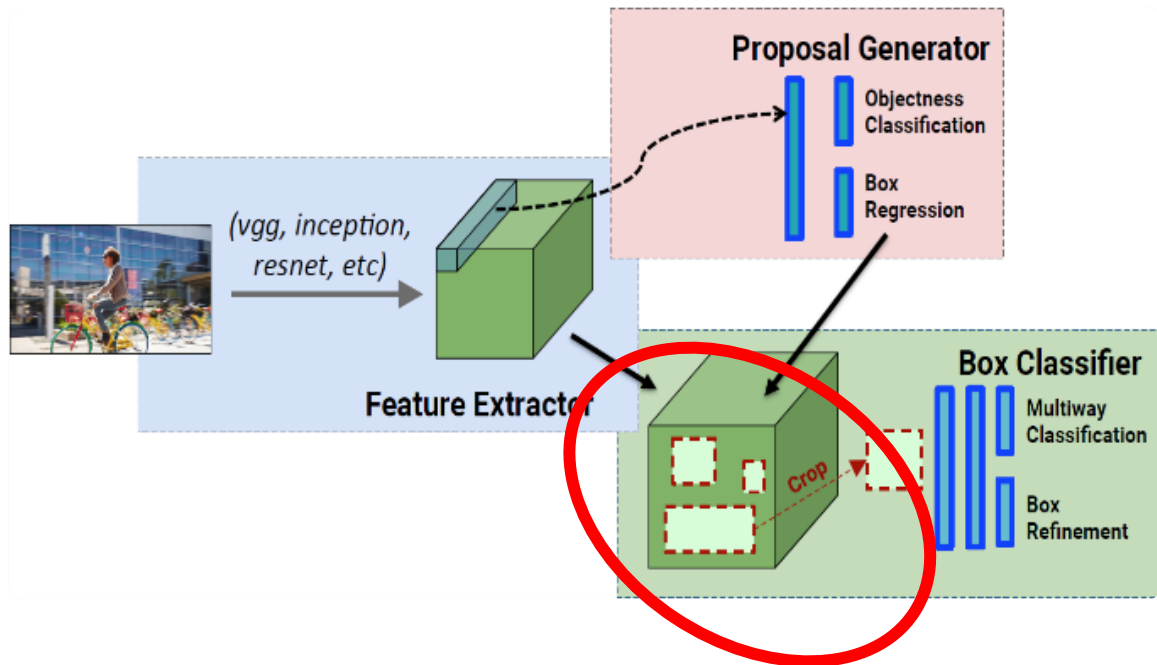 Proposal Generator
Objectness
Classification
Box
Regression
(vgg, inception,
resnet, etc)
Feature Extractor
Box Classifier
Multiway
Classification
Crop
Box
Refinement